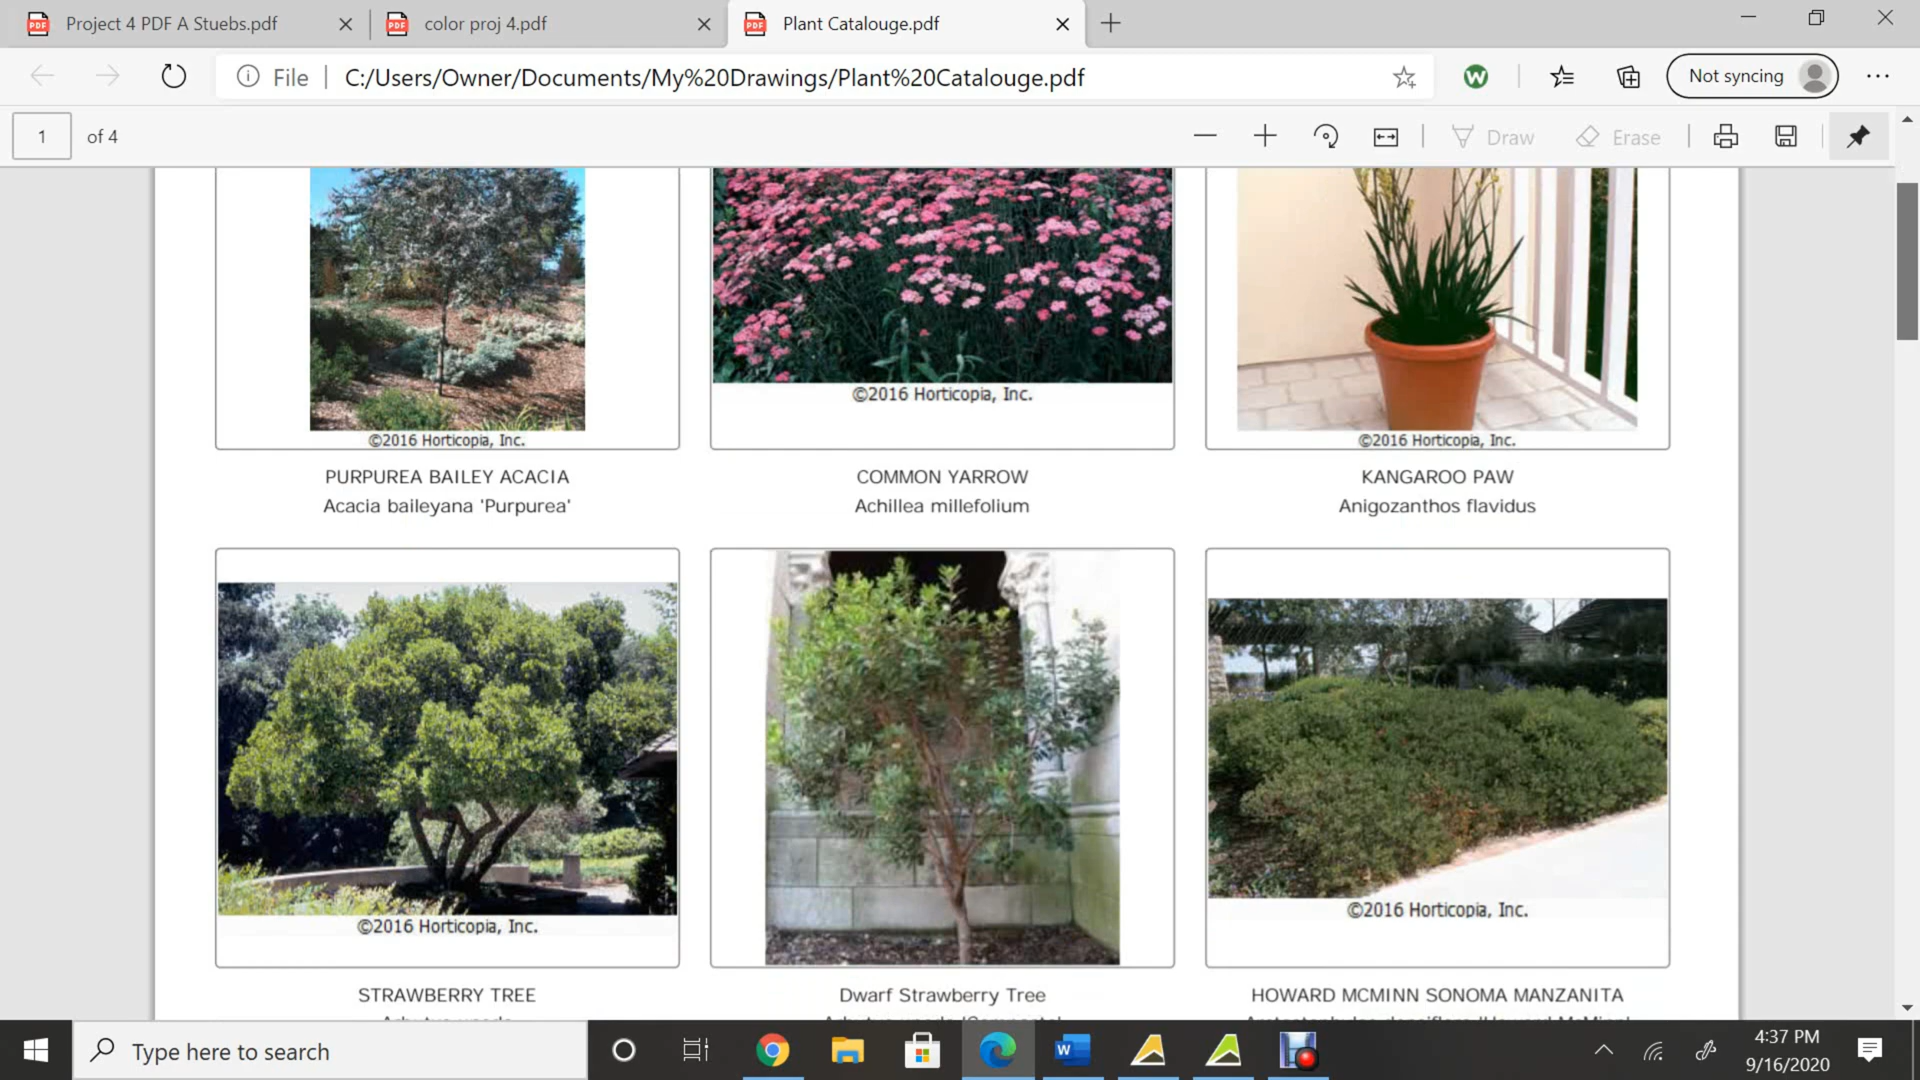 Project 4 PDF A Stuebs.pdf
color proj 4.pdf
Plant Catalouge.pdf
File
C:/Users/Owner/Documents/My%20Drawings/Plant%20Catalouge.pdf
W
Not syncing
1 of 4
Draw
Erase
©2016 Horticopia, Inc.
©2016 Horticopia, Inc.
©2016 Horticopia, Inc.
PURPUREA BAILEY ACACIA
Acacia baileyana 'Purpurea'
COMMON YARROW
Achillea millefolium
KANGAROO PAW
Anigozanthos flavidus
©2016 Horticopia, Inc.
©2016 Horticopia, Inc.
STRAWBERRY TREE
Dwarf Strawberry Tree
HOWARD MCMINN SONOMA MANZANITA
Type here to search
4:37 PM
9/16/2020